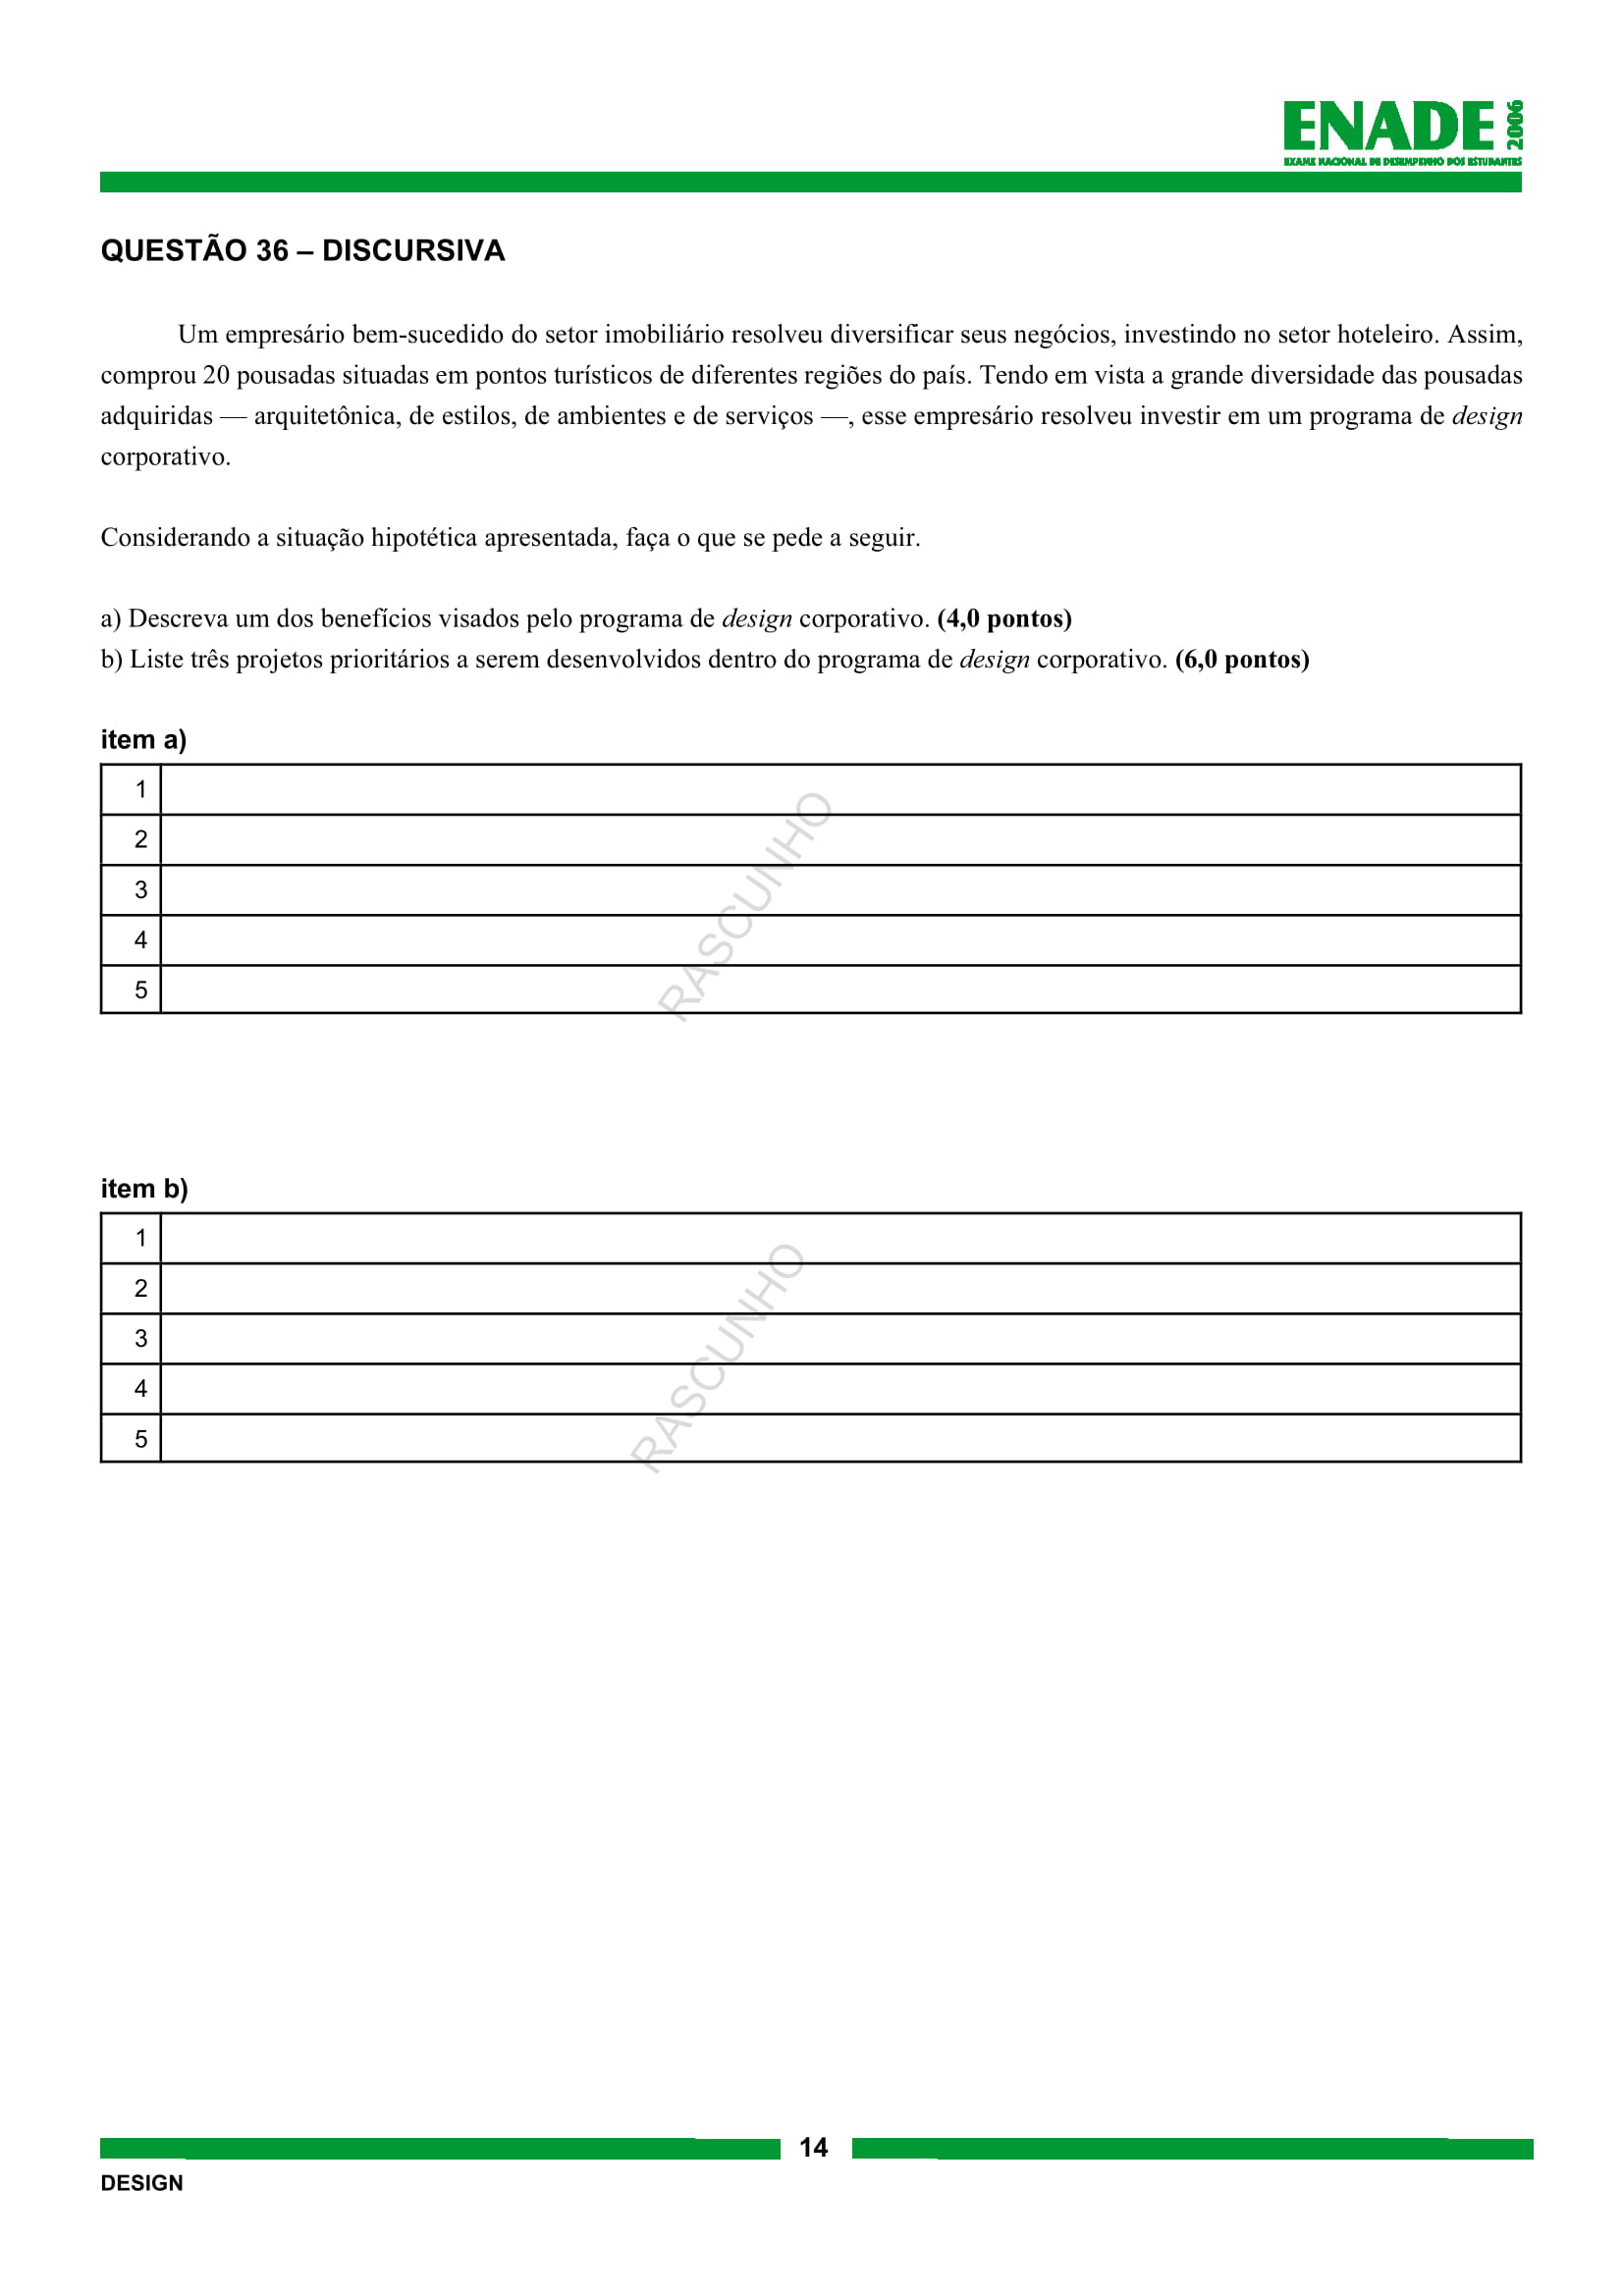 ENADE 2006
EXAME NACIONAL DE DESEMPENHO DOS ESTUDANTES
QUESTÃO 36 – DISCURSIVA
Um empresário bem-sucedido do setor imobiliário resolveu diversificar seus negócios, investindo no setor hoteleiro. Assim,
comprou 20 pousadas situadas em pontos turísticos de diferentes regiões do país. Tendo em vista a grande diversidade das pousadas
adquiridas — arquitetônica, de estilos, de ambientes e de serviços —, esse empresário resolveu investir em um programa de design
corporativo.
Considerando a situação hipotética apresentada, faça o que se pede a seguir.
a) Descreva um dos benefícios visados pelo programa de design corporativo. (4,0 pontos)
b) Liste três projetos prioritários a serem desenvolvidos dentro do programa de design corporativo. (6,0 pontos)
item a)
1
2
3
4
5
RASCUNHO
item b)
1
2
3
4
5
RASCUNHO
14
DESIGN